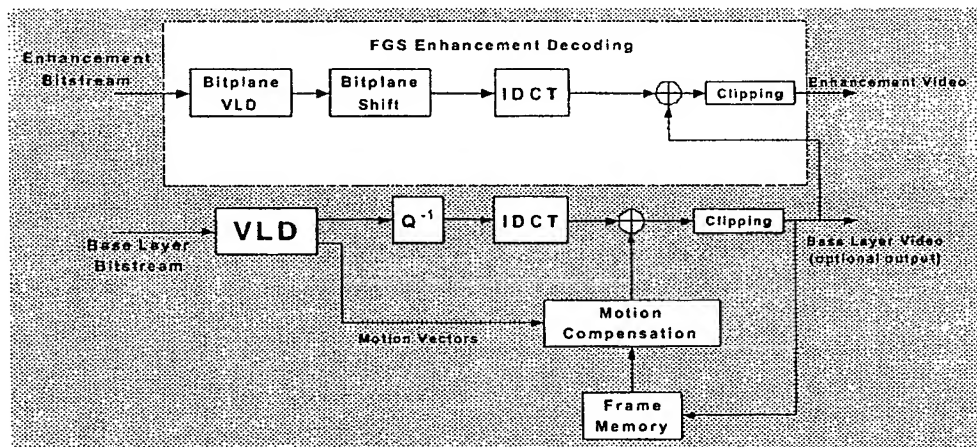 FGS Enhancement Decoding
Enhancement
Bitstream
Bitplane
VLD
Bitplane
Shift
IDCT
Clipping
Enhancement Video
Base Layer
Bitstream
VLD
Q⁻¹
IDCT
Clipping
Base Layer Video
(optional output)
Motion Vectors
Motion
Compensation
Frame
Memory